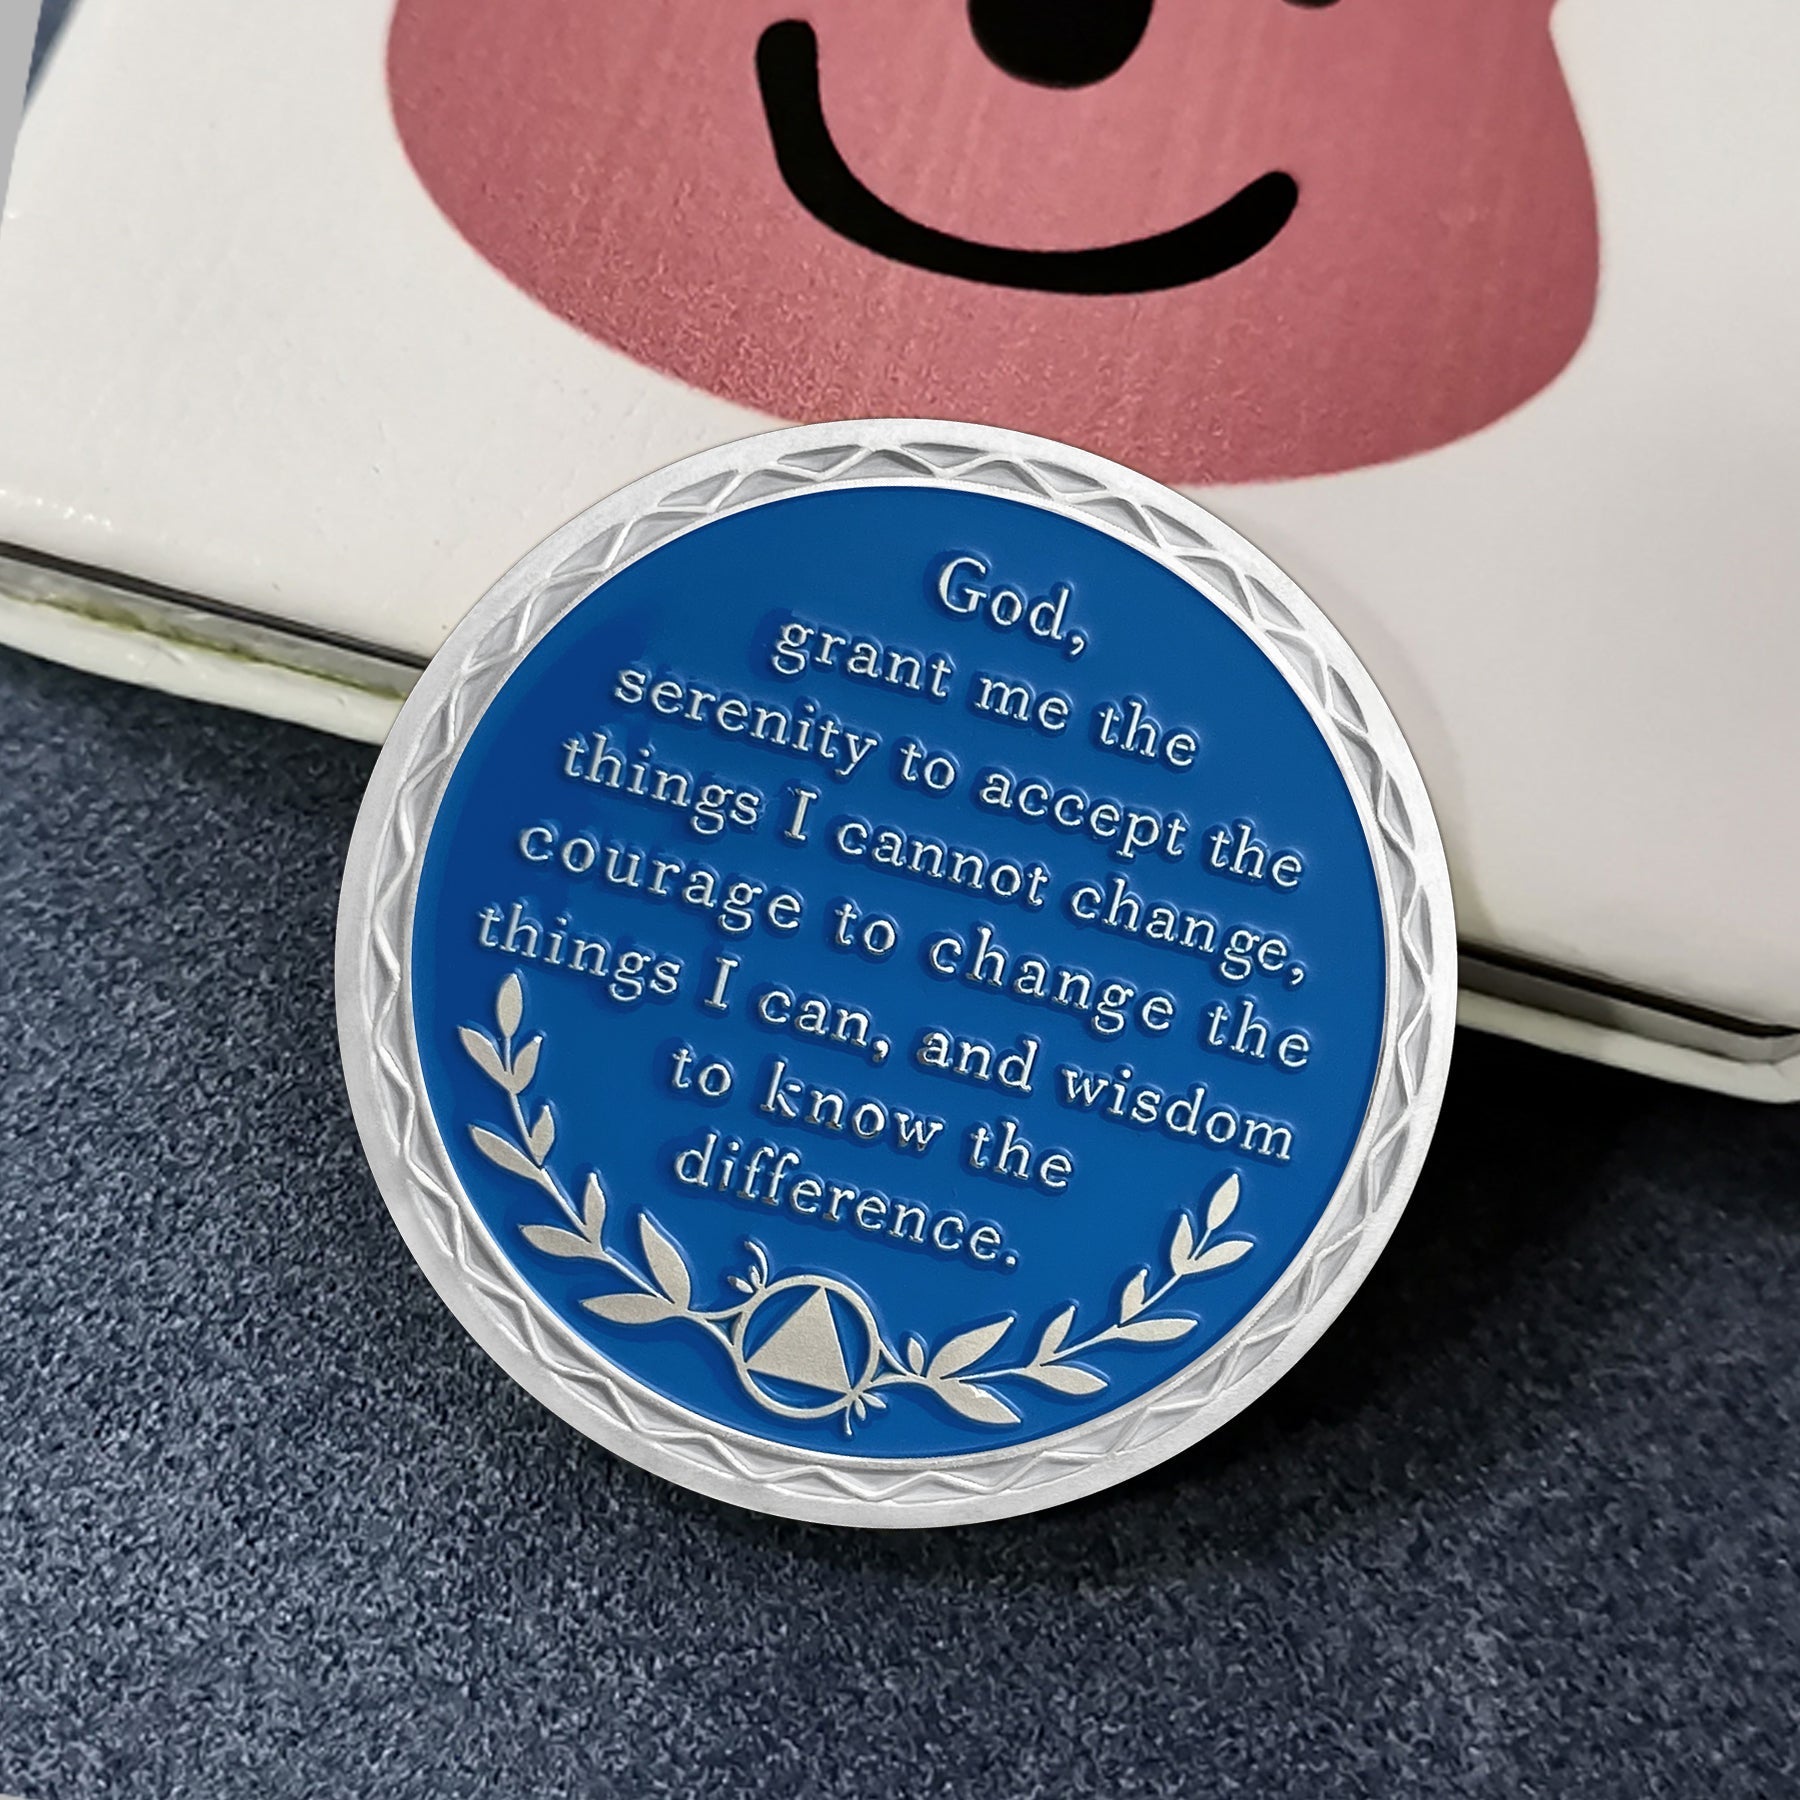 God,
grant me the
serenity to accept the
things I cannot change,
courage to change the
things I can, and wisdom
to know the
difference.